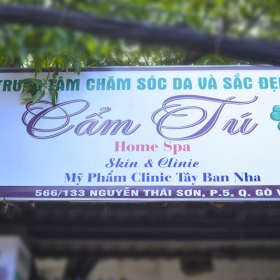 TRUNG TÂM CHĂM SÓC DA VÀ SẮC ĐẸP
Cẩm Tú
Home Spa
Skin & Clinic
Mỹ Phẩm Clinic Tây Ban Nha
566/133 NGUYỄN THÁI SƠN, P.5, Q. GÒ